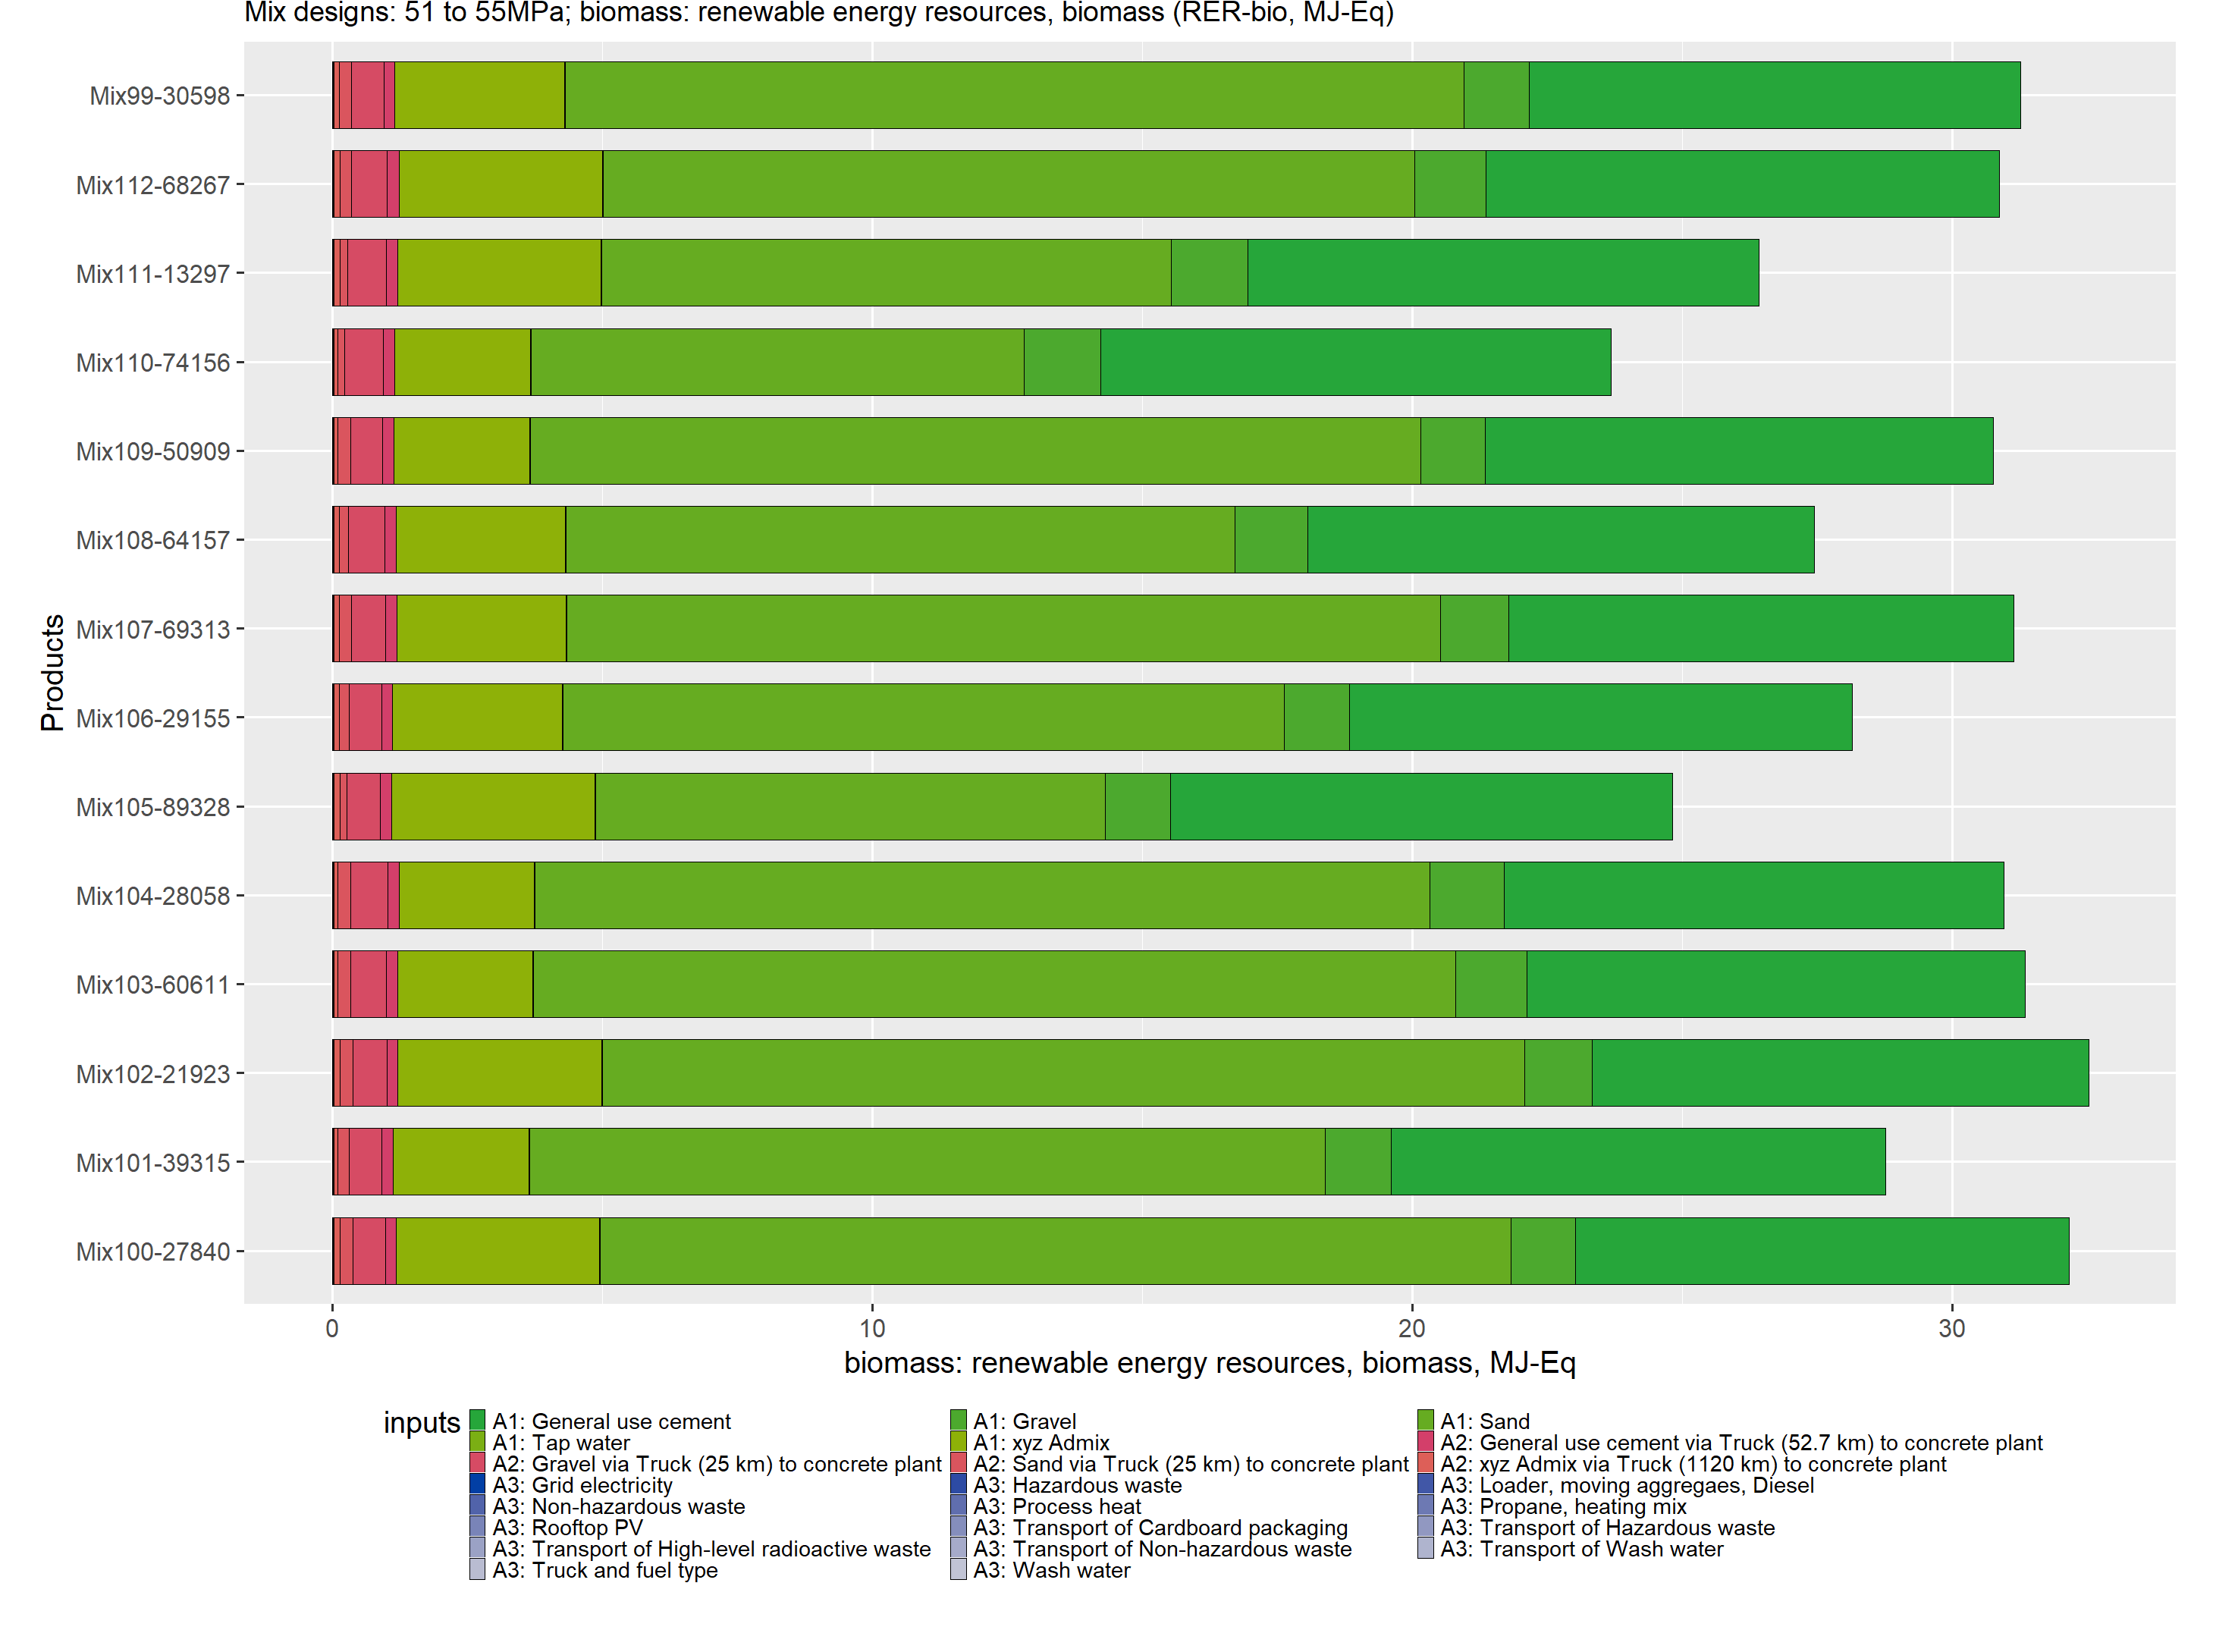 Mix designs: 51 to 55MPa; biomass: renewable energy resources, biomass (RER-bio, MJ-Eq)
Products
Mix99-30598
Mix112-68267
Mix111-13297
Mix110-74156
Mix109-50909
Mix108-64157
Mix107-69313
Mix106-29155
Mix105-89328
Mix104-28058
Mix103-60611
Mix102-21923
Mix101-39315
Mix100-27840
0 10 20 30
biomass: renewable energy resources, biomass, MJ-Eq
inputs
A1: General use cement A1: Gravel A1: Sand
A1: Tap water A1: xyz Admix A2: General use cement via Truck (52.7 km) to concrete plant
A2: Gravel via Truck (25 km) to concrete plant A2: Sand via Truck (25 km) to concrete plant A2: xyz Admix via Truck (1120 km) to concrete plant
A3: Grid electricity A3: Hazardous waste A3: Loader, moving aggregaes, Diesel
A3: Non-hazardous waste A3: Process heat A3: Propane, heating mix
A3: Rooftop PV A3: Transport of Cardboard packaging A3: Transport of Hazardous waste
A3: Transport of High-level radioactive waste A3: Transport of Non-hazardous waste A3: Transport of Wash water
A3: Truck and fuel type A3: Wash water